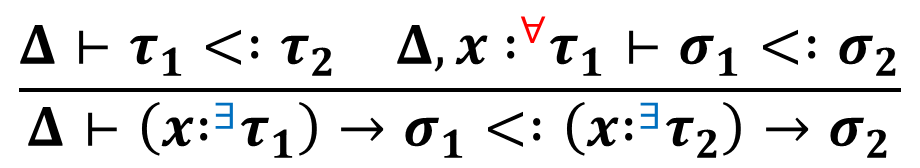 Δ ⊢ τ₁ <: τ₂ Δ, x :^∀ τ₁ ⊢ σ₁ <: σ₂
Δ ⊢ (x:^∃ τ₁) → σ₁ <: (x:^∃ τ₂) → σ₂